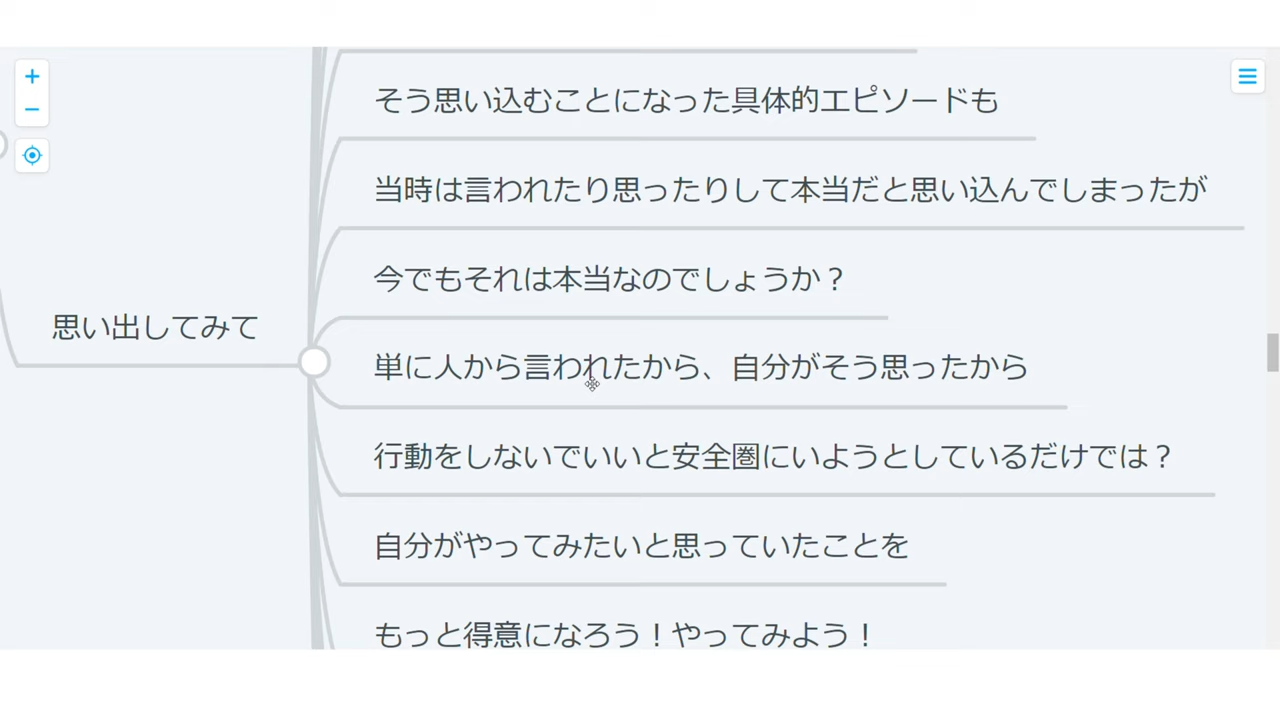 そう思い込むことになった具体的エピソードも
当時は言われたり思ったりして本当だと思い込んでしまったが
今でもそれは本当なのでしょうか？
思い出してみて
単に人から言われたから、自分がそう思ったから
行動をしないでいいと安全圏にいようとしているだけでは？
自分がやってみたいと思っていたことを
もっと得意になろう！やってみよう！